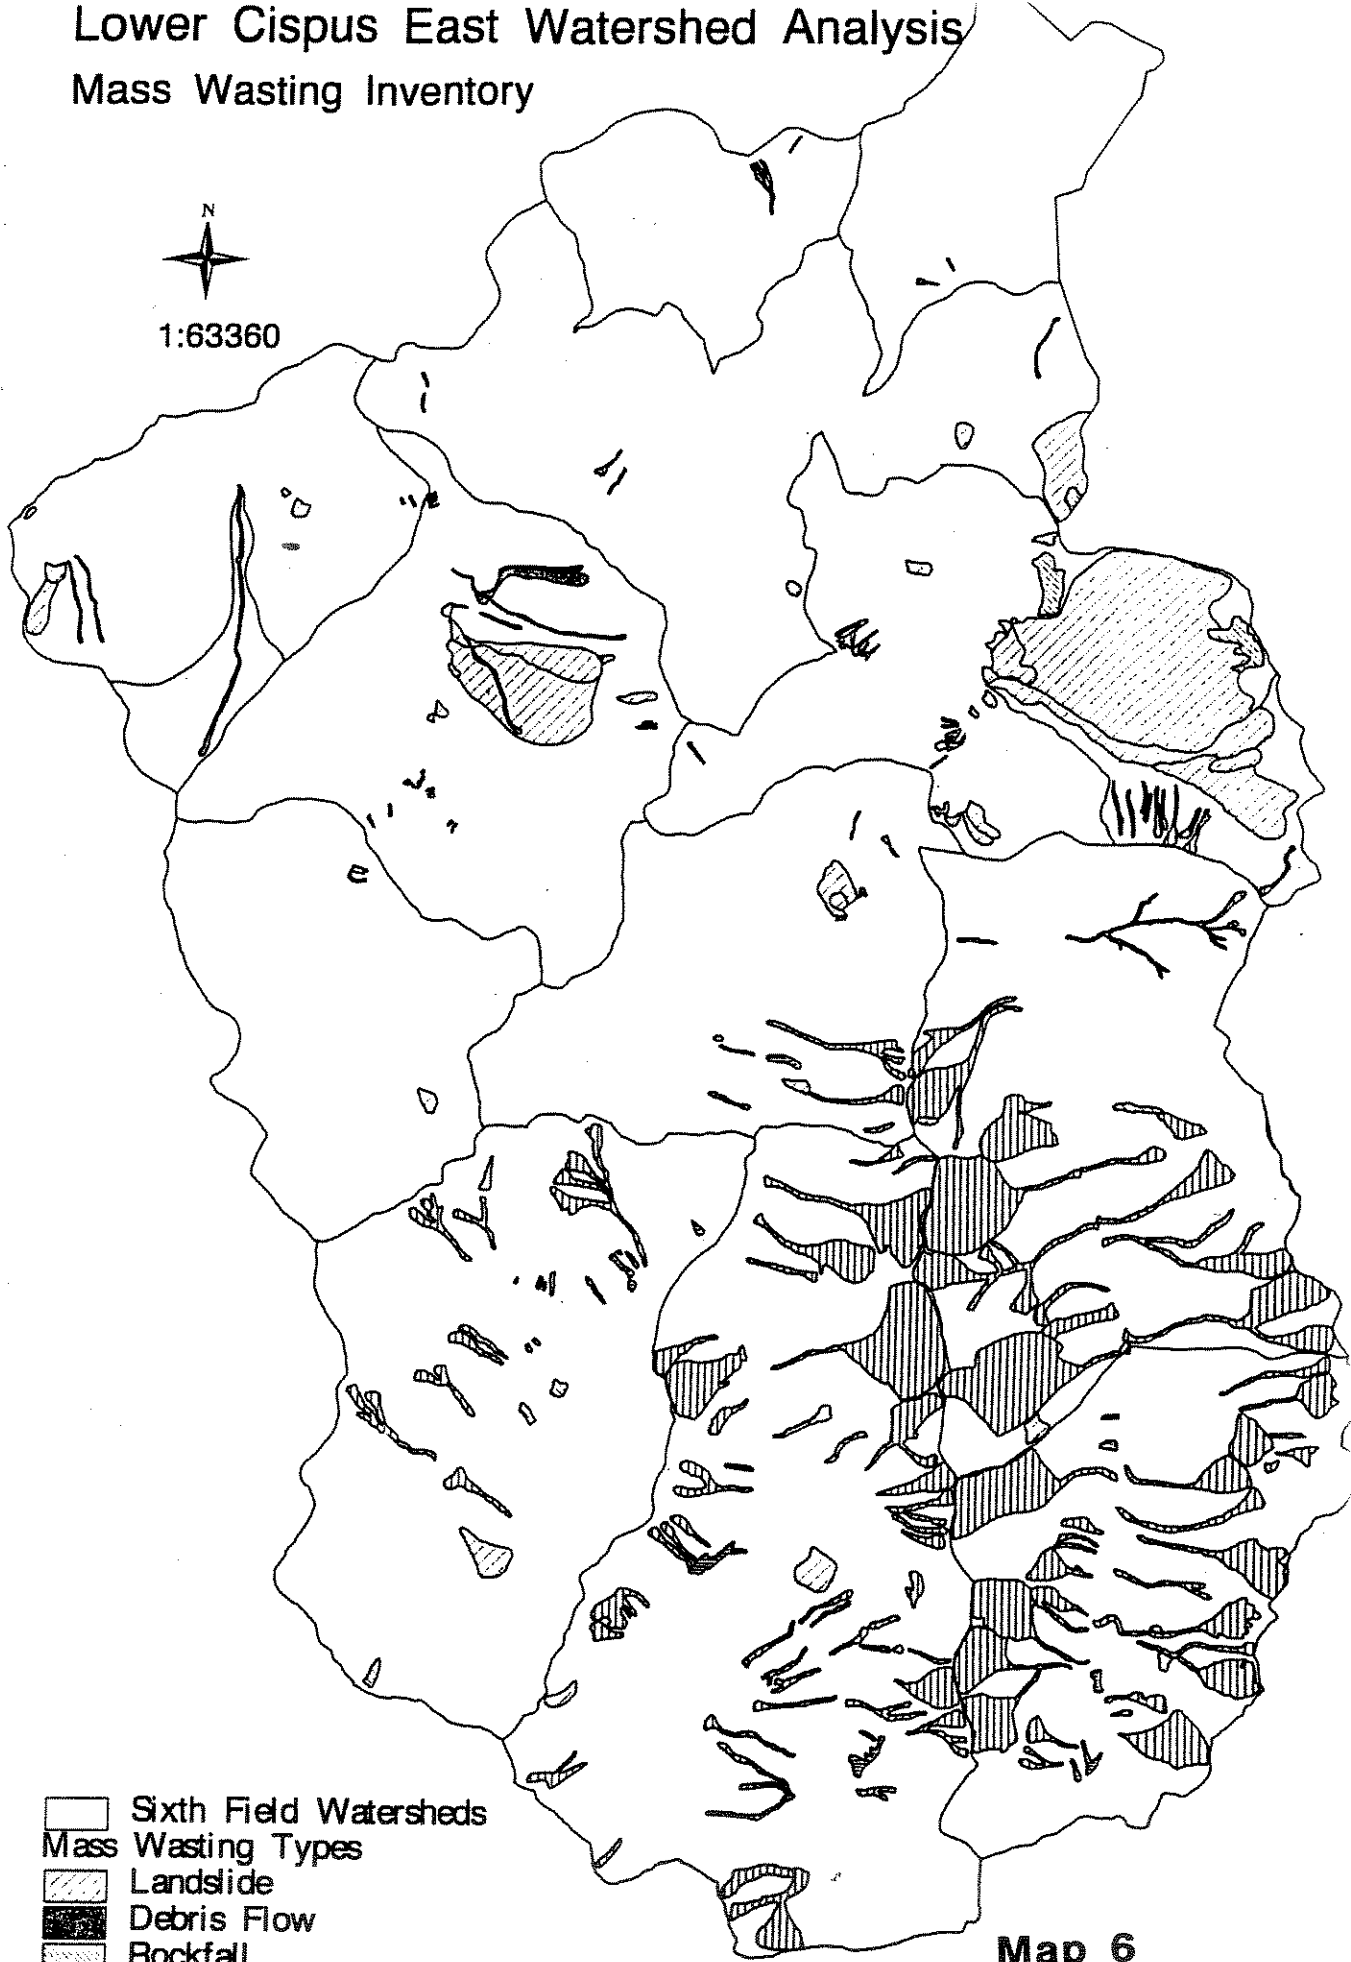 Lower Cispus East Watershed Analysis
Mass Wasting Inventory
N
1:63360
Sixth Field Watersheds
Mass Wasting Types
Landslide
Debris Flow
Rockfall
Map 6